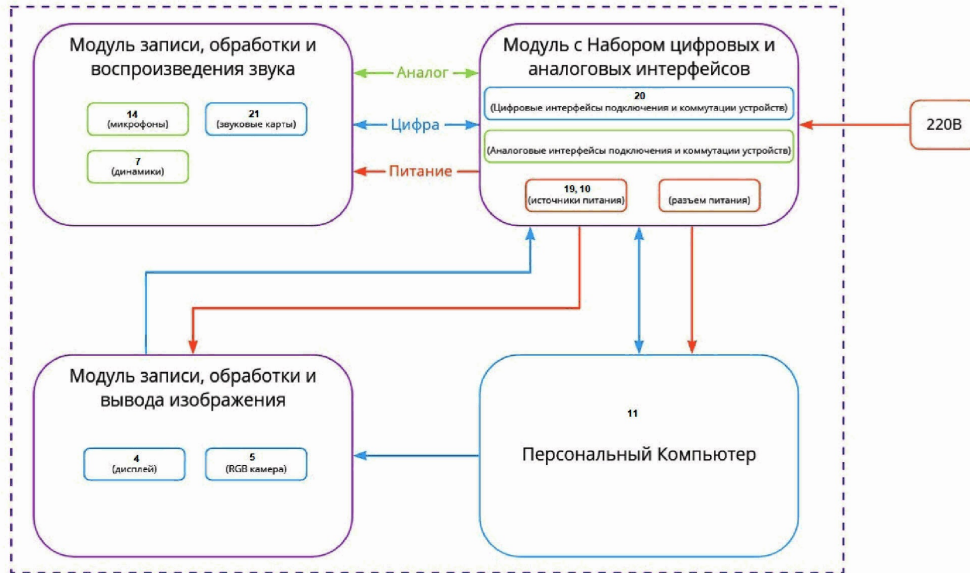 Модуль записи, обработки и
воспроизведения звука
14
(микрофоны)
21
(звуковые карты)
7
(динамики)
Аналог
Цифра
Питание
Модуль с Набором цифровых и
аналоговых интерфейсов
20
(Цифровые интерфейсы подключения и коммутации устройств)
(Аналоговые интерфейсы подключения и коммутации устройств)
19, 10
(источники питания)
(разъем питания)
220В
Модуль записи, обработки и
вывода изображения
4
(дисплей)
5
(RGB камера)
11
Персональный Компьютер